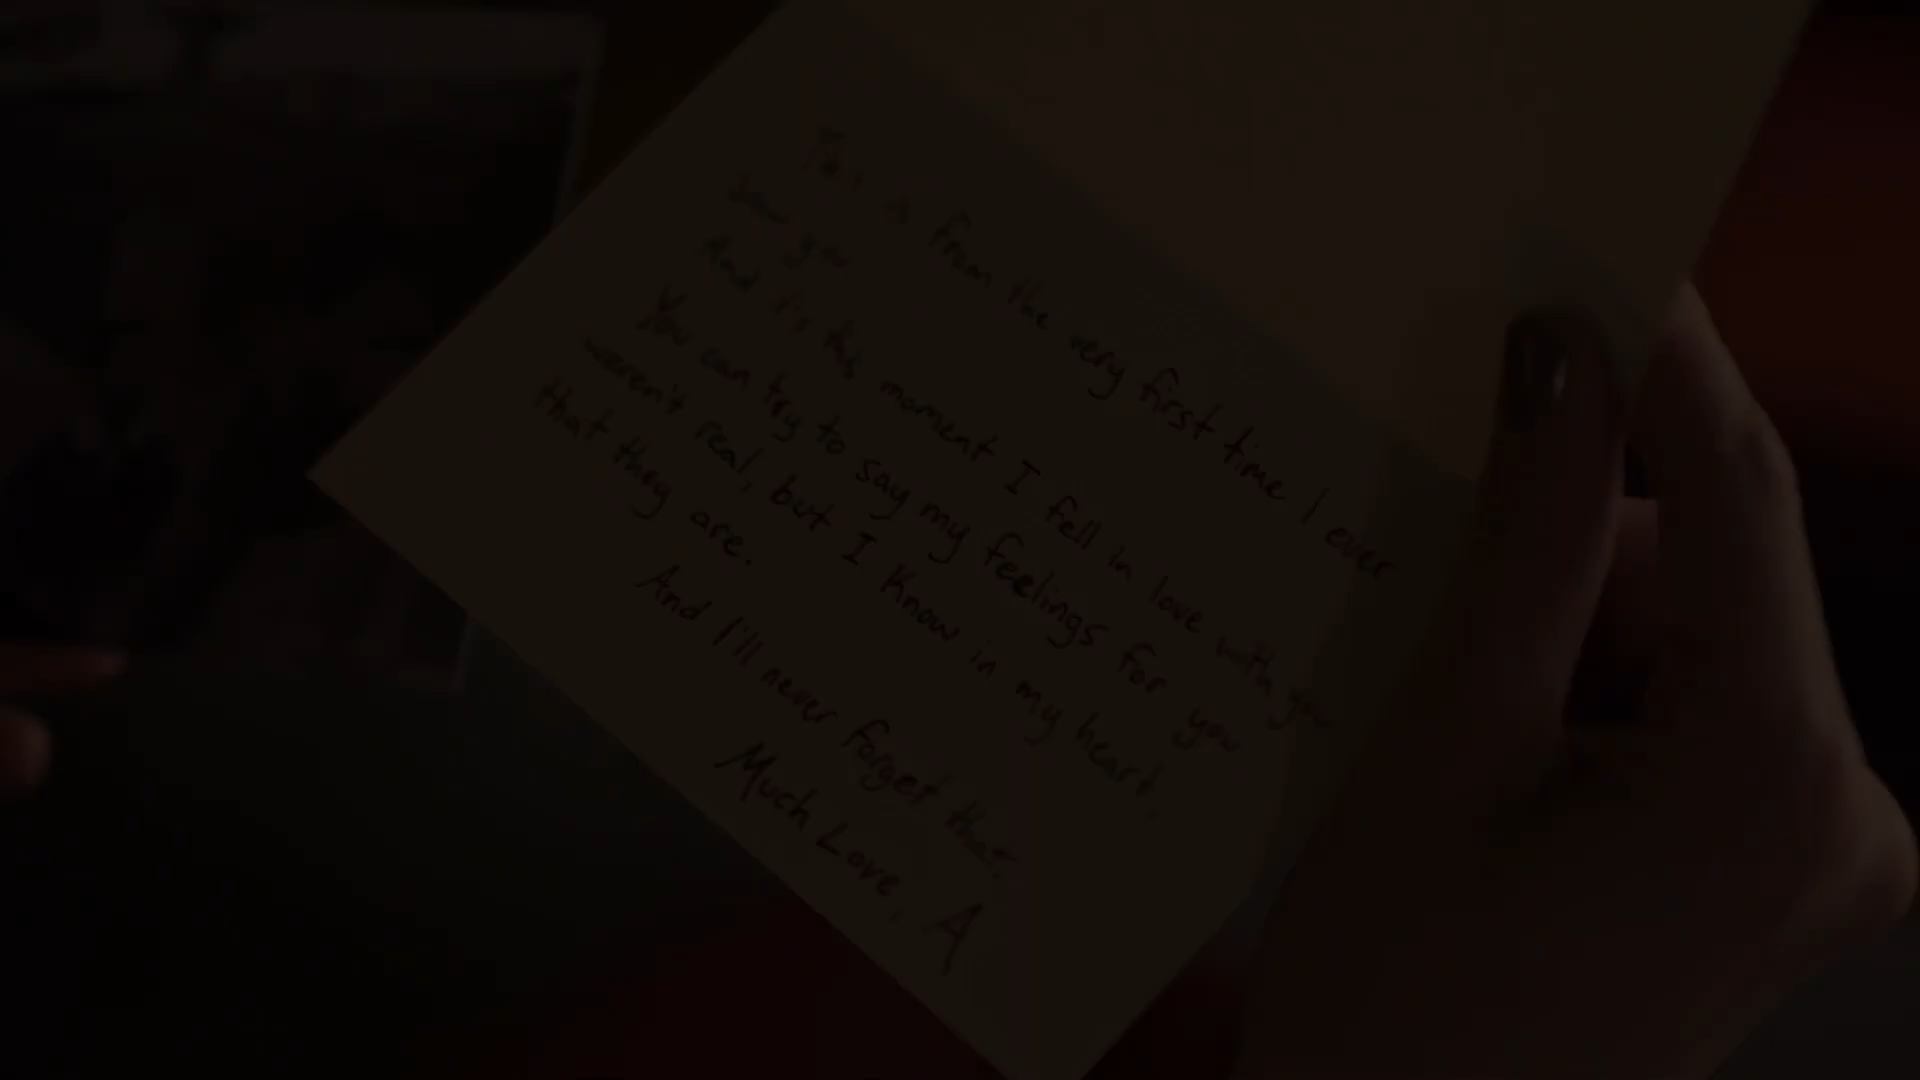 This is from the very first time I ever
saw you
And it's this moment I fell in love with you
You can try to say my feelings for you
weren't real, but I know in my heart,
that they are.
And I'll never forget that.
Much Love, A